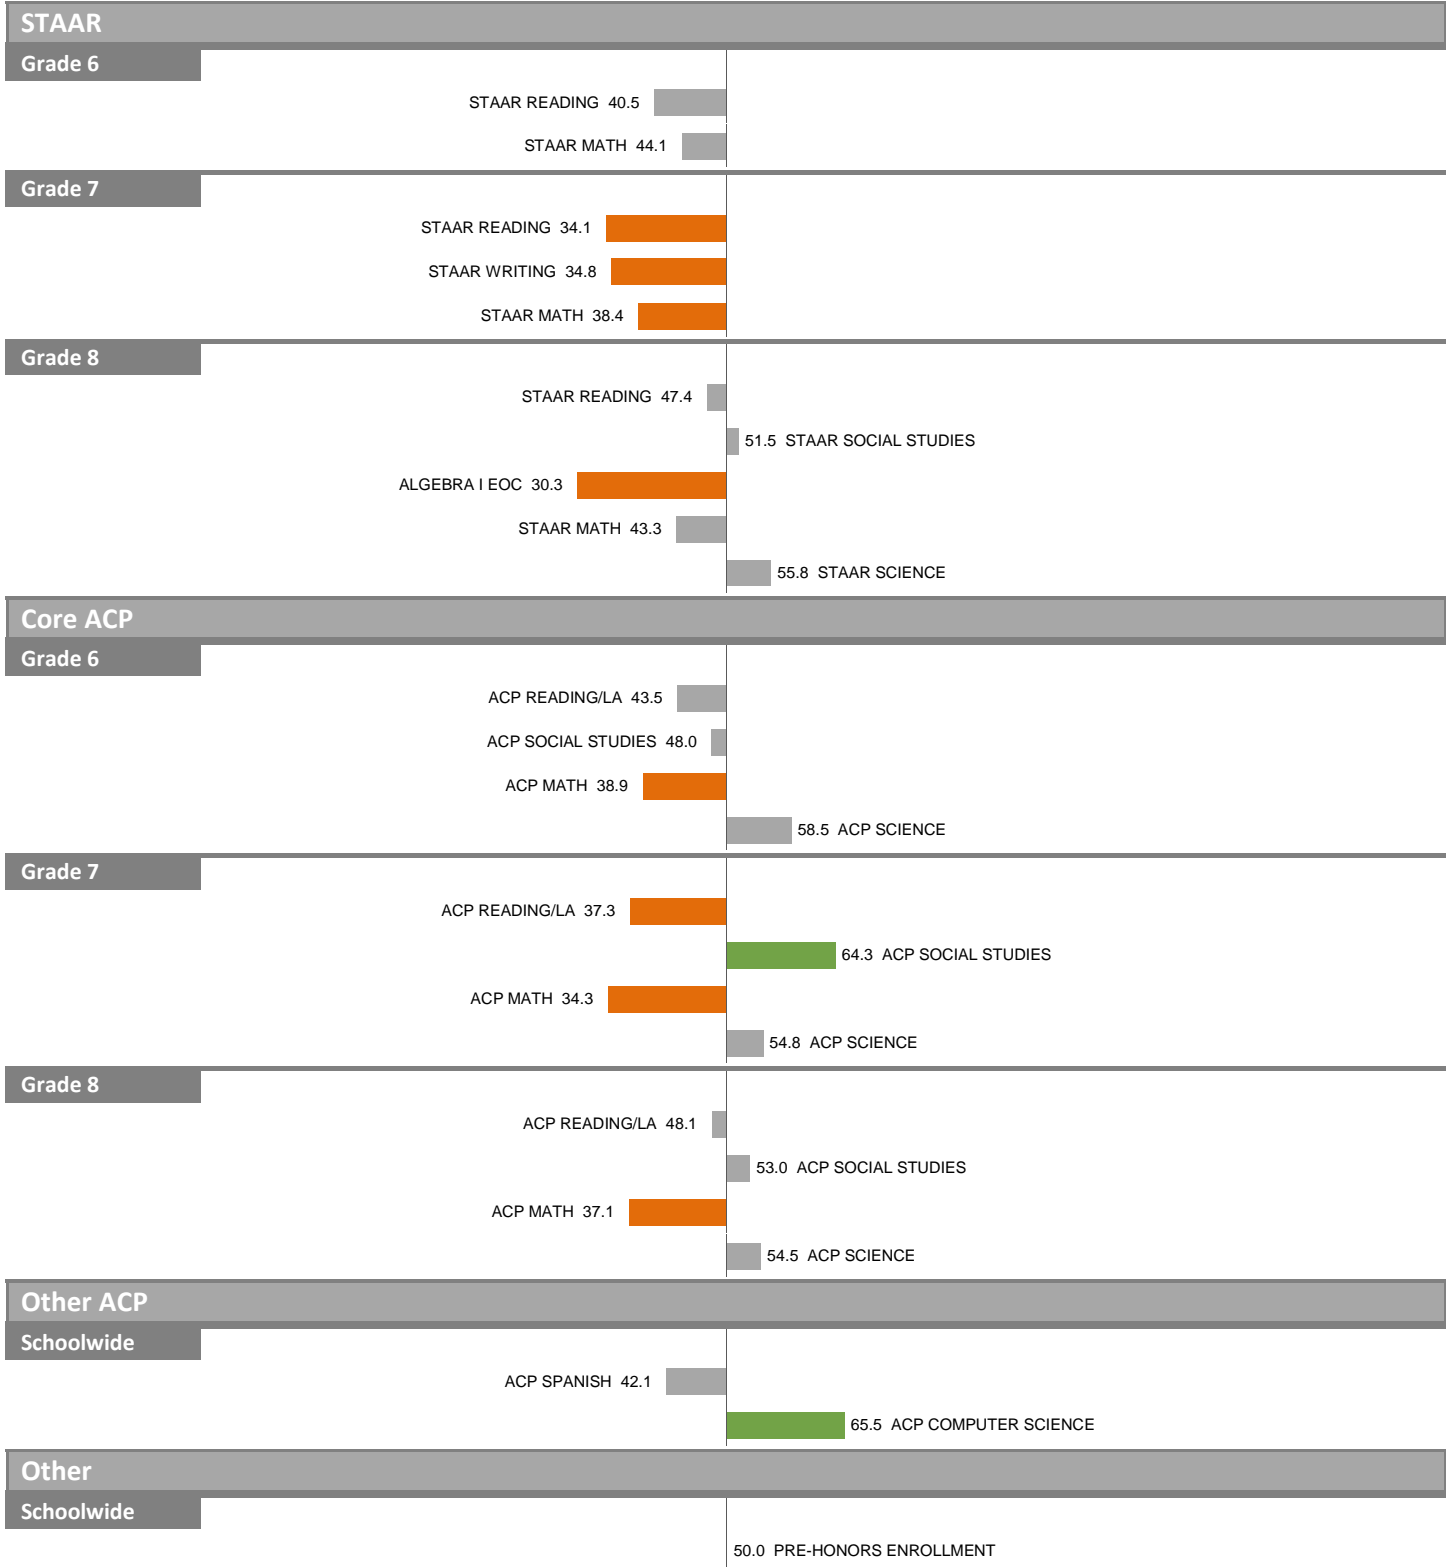 STAAR
Grade 6
STAAR READING 40.5
STAAR MATH 44.1
Grade 7
STAAR READING 34.1
STAAR WRITING 34.8
STAAR MATH 38.4
Grade 8
STAAR READING 47.4
51.5 STAAR SOCIAL STUDIES
ALGEBRA I EOC 30.3
STAAR MATH 43.3
55.8 STAAR SCIENCE
Core ACP
Grade 6
ACP READING/LA 43.5
ACP SOCIAL STUDIES 48.0
ACP MATH 38.9
58.5 ACP SCIENCE
Grade 7
ACP READING/LA 37.3
64.3 ACP SOCIAL STUDIES
ACP MATH 34.3
54.8 ACP SCIENCE
Grade 8
ACP READING/LA 48.1
53.0 ACP SOCIAL STUDIES
ACP MATH 37.1
54.5 ACP SCIENCE
Other ACP
Schoolwide
ACP SPANISH 42.1
65.5 ACP COMPUTER SCIENCE
Other
Schoolwide
50.0 PRE-HONORS ENROLLMENT